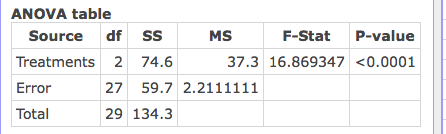 ANOVA table
Source df SS MS F-Stat P-value
Treatments 2 74.6 37.3 16.869347 <0.0001
Error 27 59.7 2.2111111
Total 29 134.3